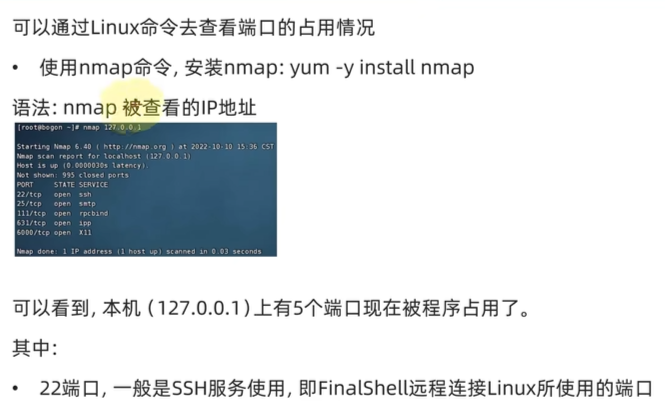 可以通过Linux命令去查看端口的占用情况
• 使用nmap命令, 安装nmap: yum -y install nmap
语法: nmap 被查看的IP地址
[root@bogon ~]# nmap 127.0.0.1
Starting Nmap 6.40 ( http://nmap.org ) at 2022-10-10 15:36 CST
Nmap scan report for localhost (127.0.0.1)
Host is up (0.0000030s latency).
Not shown: 995 closed ports
PORT STATE SERVICE
22/tcp open ssh
25/tcp open smtp
111/tcp open rpcbind
631/tcp open ipp
6000/tcp open X11
Nmap done: 1 IP address (1 host up) scanned in 0.03 seconds
可以看到, 本机（127.0.0.1)上有5个端口现在被程序占用了。
其中:
• 22端口, 一般是SSH服务使用, 即FinalShell远程连接Linux所使用的端口